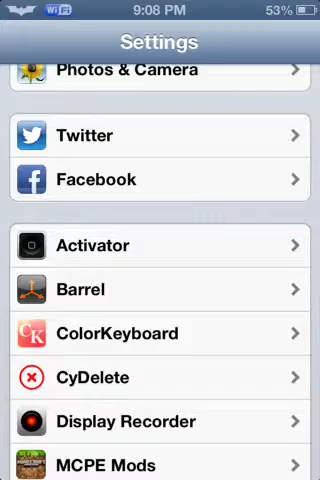 WiFi 9:08 PM 53%
Settings
Photos & Camera
Twitter
Facebook
Activator
Barrel
CK ColorKeyboard
CyDelete
Display Recorder
MCPE Mods